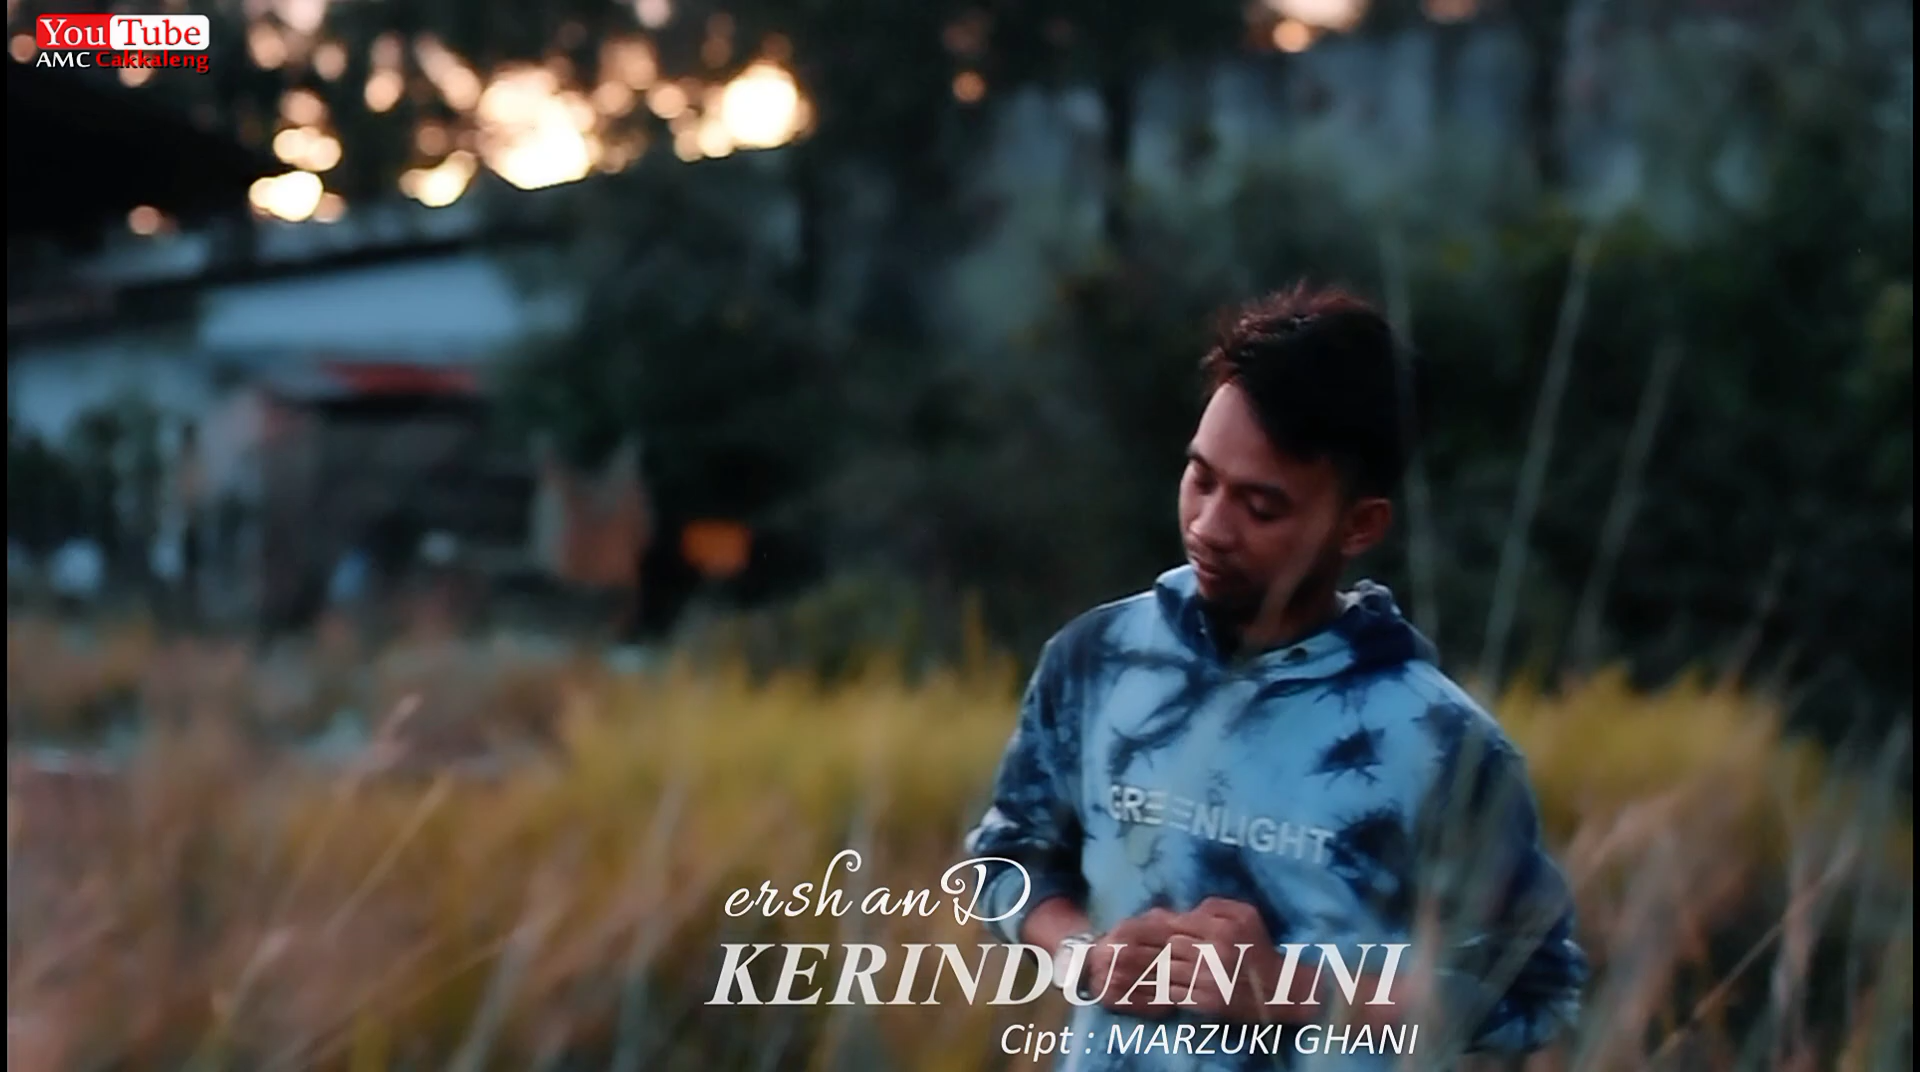 YouTube
AMC Cakkaleng
GREENLIGHT
ershanD
KERINDUAN INI
Cipt : MARZUKI GHANI